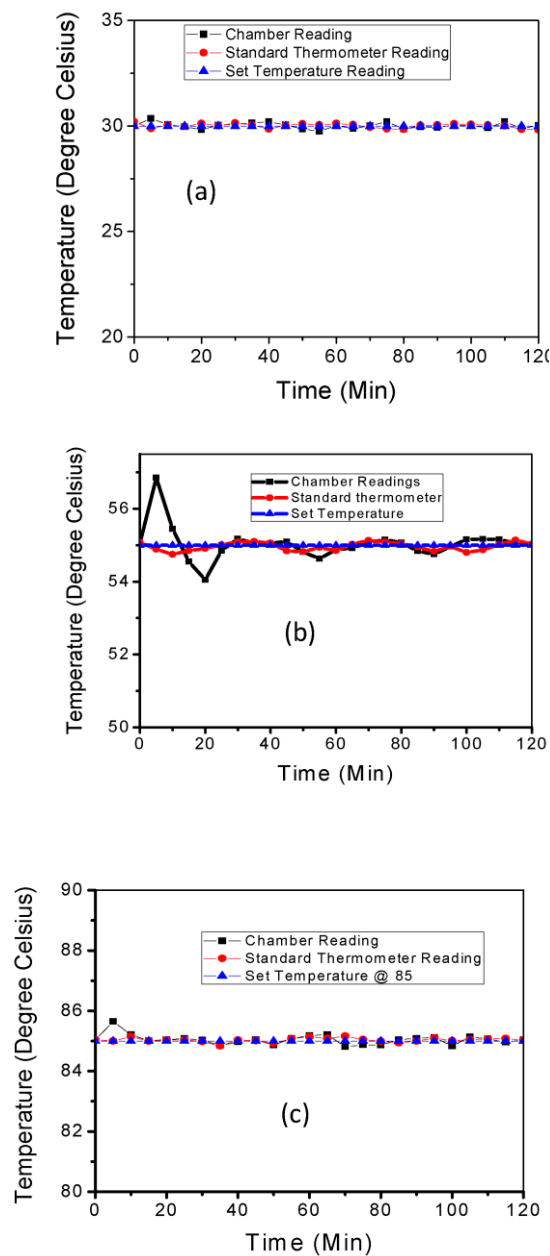 35
Chamber Reading
Standard Thermometer Reading
Set Temperature Reading
30
(a)
25
20
Temperature (Degree Celsius)
0 20 40 60 80 100 120
Time (Min)
Chamber Readings
Standard thermometer
Set Temperature
56
54
(b)
52
50
Temperature (Degree Celsius)
0 20 40 60 80 100 120
Time (Min)
90
88
Chamber Reading
Standard Thermometer Reading
Set Temperature @ 85
86
84
(c)
82
80
Temperature (Degree Celsius)
0 20 40 60 80 100 120
Time (Min)